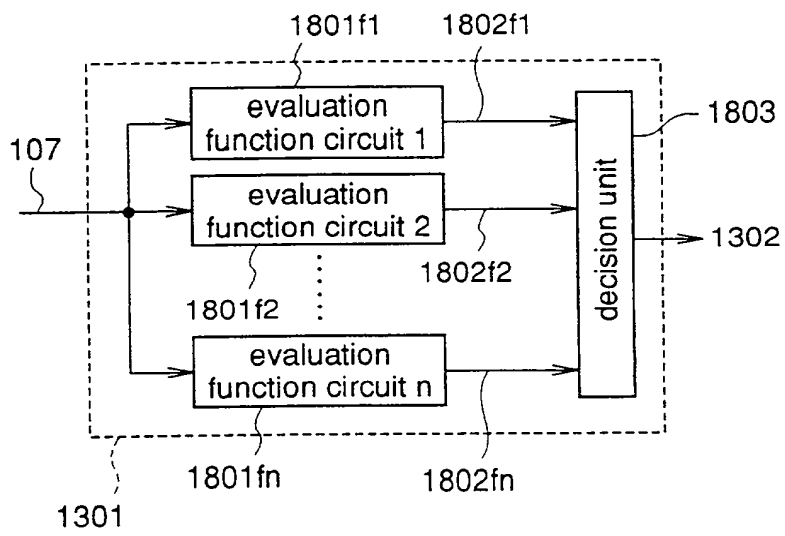 1801f1
1802f1
evaluation
function circuit 1
1803
107
evaluation
function circuit 2
decision unit
1302
1802f2
1801f2
evaluation
function circuit n
1801fn
1802fn
1301